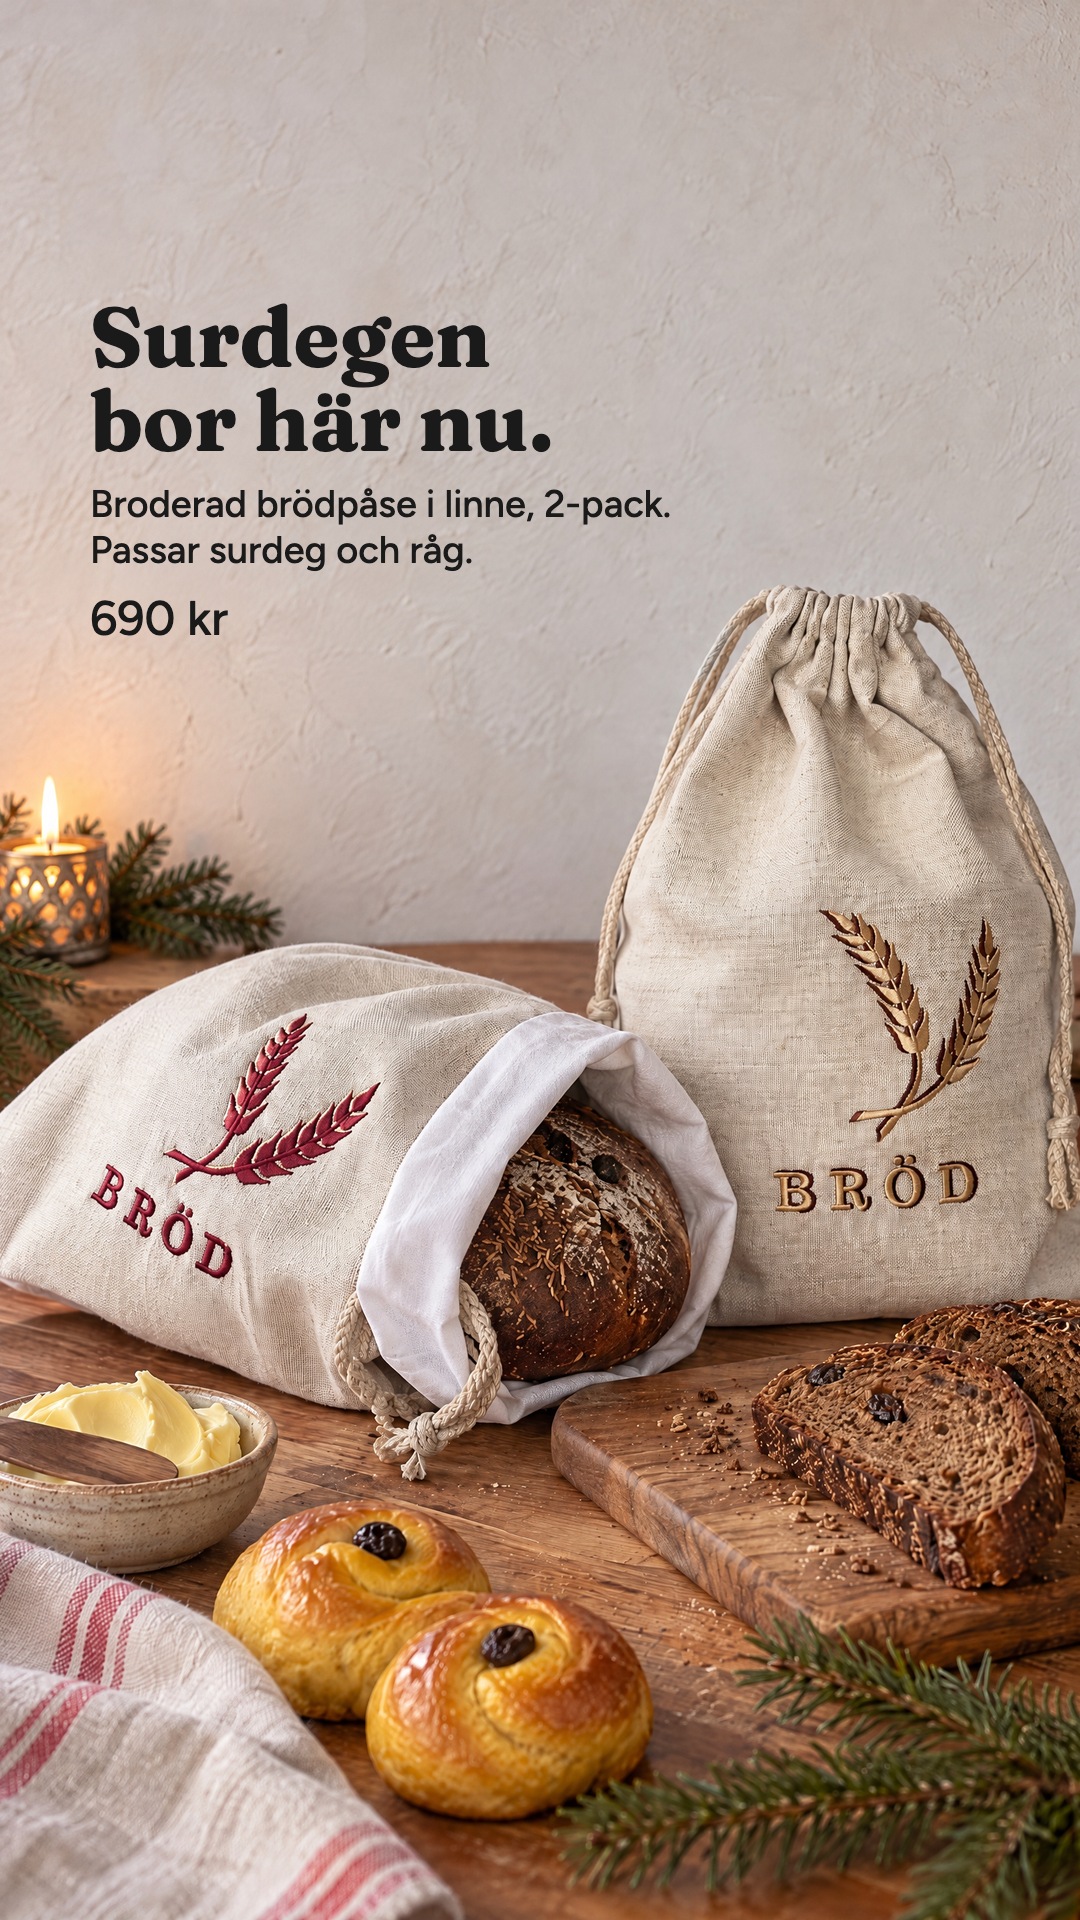 Surdegen
bor här nu.
Broderad brödpåse i linne, 2-pack.
Passar surdeg och råg.
690 kr
BRÖD
BRÖD